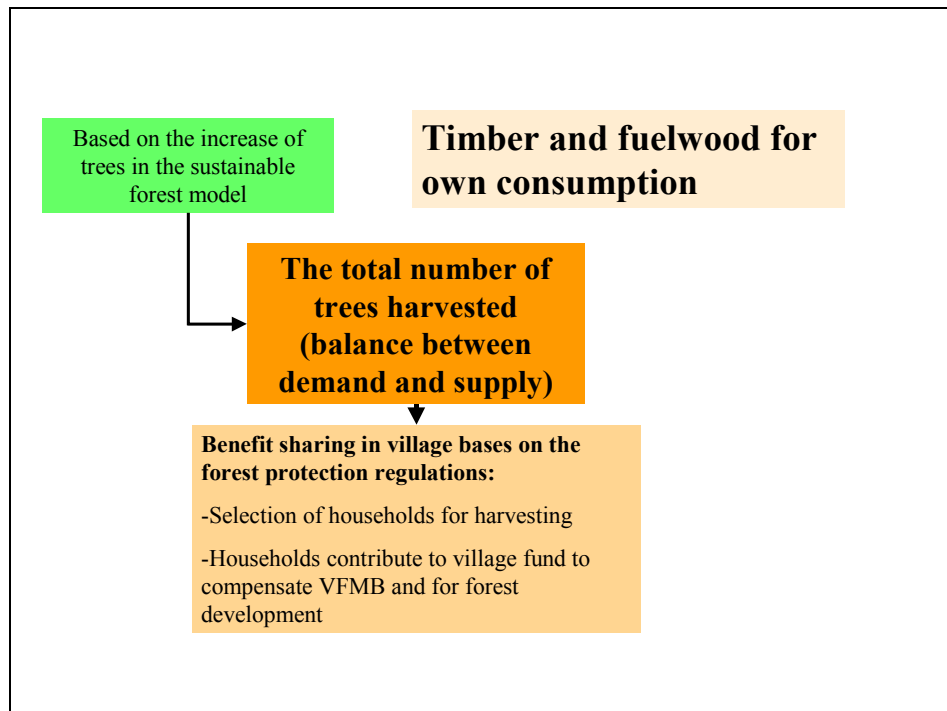 Based on the increase of
trees in the sustainable
forest model
Timber and fuelwood for
own consumption
The total number of
trees harvested
(balance between
demand and supply)
Benefit sharing in village bases on the
forest protection regulations:
-Selection of households for harvesting
-Households contribute to village fund to
compensate VFMB and for forest
development